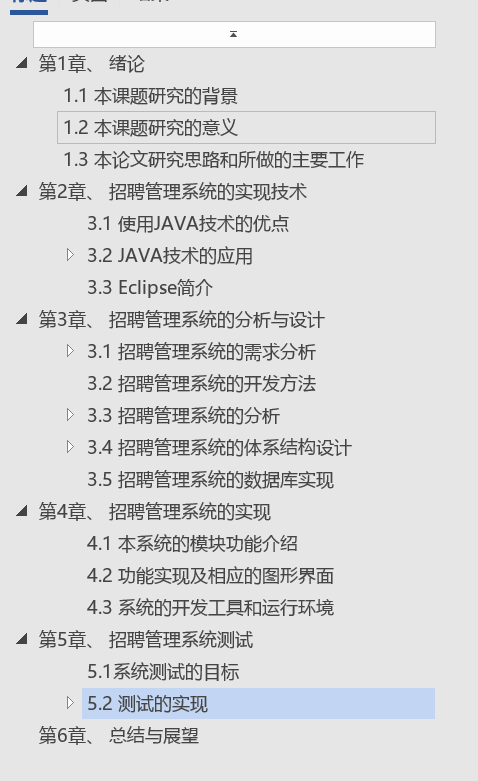 第1章、 绪论
1.1 本课题研究的背景
1.2 本课题研究的意义
1.3 本论文研究思路和所做的主要工作
第2章、 招聘管理系统的实现技术
3.1 使用JAVA技术的优点
3.2 JAVA技术的应用
3.3 Eclipse简介
第3章、 招聘管理系统的分析与设计
3.1 招聘管理系统的需求分析
3.2 招聘管理系统的开发方法
3.3 招聘管理系统的分析
3.4 招聘管理系统的体系结构设计
3.5 招聘管理系统的数据库实现
第4章、 招聘管理系统的实现
4.1 本系统的模块功能介绍
4.2 功能实现及相应的图形界面
4.3 系统的开发工具和运行环境
第5章、 招聘管理系统测试
5.1系统测试的目标
5.2 测试的实现
第6章、 总结与展望